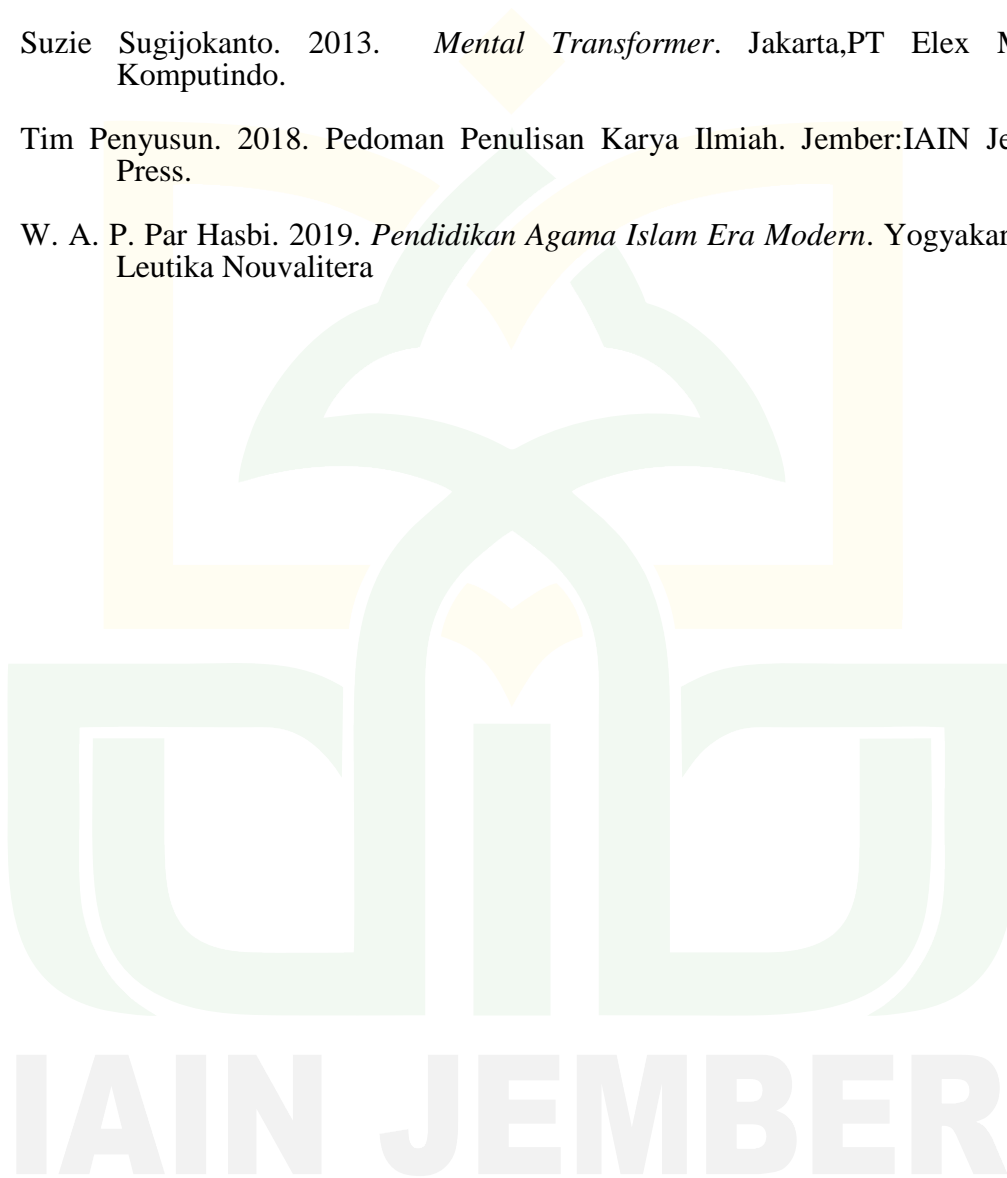 Suzie Sugijokanto. 2013. Mental Transformer. Jakarta,PT Elex
Komputindo.
Tim Penyusun. 2018. Pedoman Penulisan Karya Ilmiah. Jember:IAIN
Press.
W. A. P. Par Hasbi. 2019. Pendidikan Agama Islam Era Modern.
Leutika Nouvalitera
IAIN JEMBER